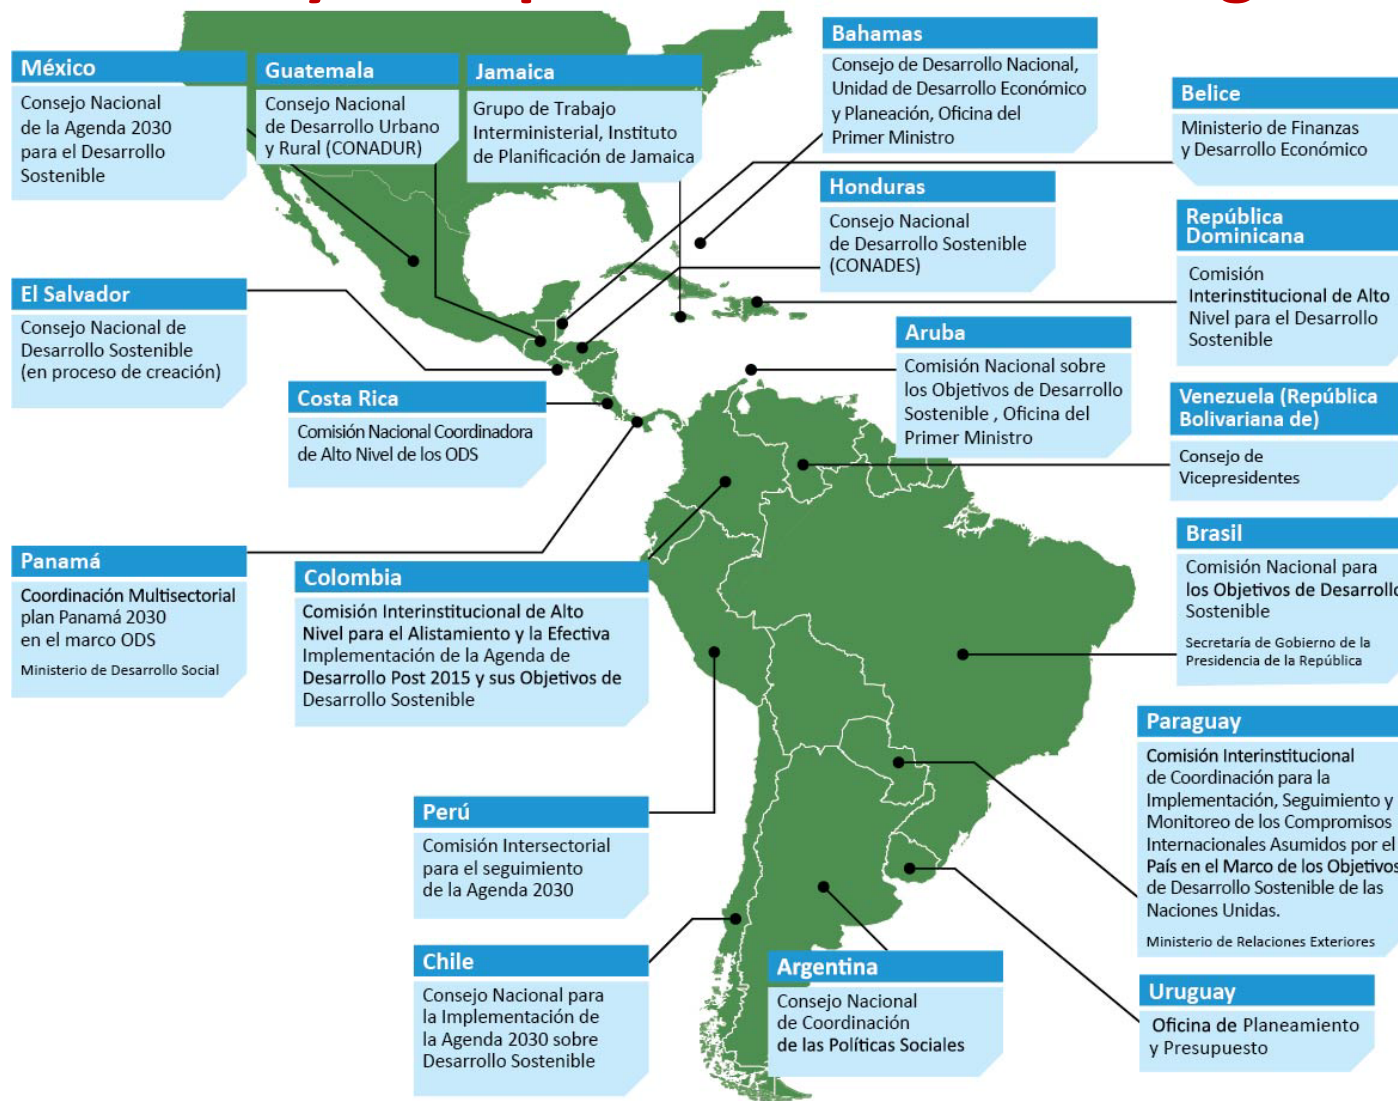 México
Consejo Nacional
de la Agenda 2030
para el Desarrollo
Sostenible
Guatemala
Consejo Nacional
de Desarrollo Urbano
y Rural (CONADUR)
Jamaica
Grupo de Trabajo
Interministerial, Instituto
de Planificación de Jamaica
Bahamas
Consejo de Desarrollo Nacional,
Unidad de Desarrollo Económico
y Planeación, Oficina del
Primer Ministro
Belice
Ministerio de Finanzas
y Desarrollo Económico
Honduras
Consejo Nacional
de Desarrollo Sostenible
(CONADES)
República
Dominicana
Comisión
Interinstitucional de Alto
Nivel para el Desarrollo
Sostenible
El Salvador
Consejo Nacional de
Desarrollo Sostenible
(en proceso de creación)
Costa Rica
Comisión Nacional Coordinadora
de Alto Nivel de los ODS
Aruba
Comisión Nacional sobre
los Objetivos de Desarrollo
Sostenible , Oficina del
Primer Ministro
Venezuela (República
Bolivariana de)
Consejo de
Vicepresidentes
Panamá
Coordinación Multisectorial
plan Panamá 2030
en el marco ODS
Ministerio de Desarrollo Social
Colombia
Comisión Interinstitucional de Alto
Nivel para el Alistamiento y la Efectiva
Implementación de la Agenda de
Desarrollo Post 2015 y sus Objetivos de
Desarrollo Sostenible
Brasil
Comisión Nacional para
los Objetivos de Desarrollo
Sostenible
Secretaría de Gobierno de la
Presidencia de la República
Perú
Comisión Intersectorial
para el seguimiento
de la Agenda 2030
Paraguay
Comisión Interinstitucional
de Coordinación para la
Implementación, Seguimiento y
Monitoreo de los Compromisos
Internacionales Asumidos por el
País en el Marco de los Objetivos
de Desarrollo Sostenible de las
Naciones Unidas.
Ministerio de Relaciones Exteriores
Chile
Consejo Nacional para
la Implementación de
la Agenda 2030 sobre
Desarrollo Sostenible
Argentina
Consejo Nacional
de Coordinación
de las Políticas Sociales
Uruguay
Oficina de Planeamiento
y Presupuesto